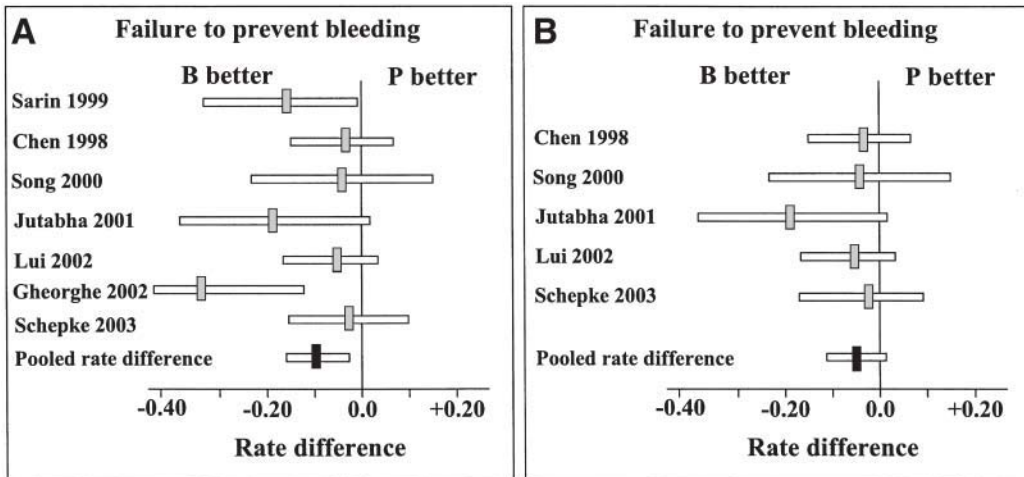 A
Failure to prevent bleeding
B better
P better
Sarin 1999
Chen 1998
Song 2000
Jutabha 2001
Lui 2002
Gheorghe 2002
Schepke 2003
Pooled rate difference
-0.40 -0.20 0.0 +0.20
Rate difference
B
Failure to prevent bleeding
B better
P better
Chen 1998
Song 2000
Jutabha 2001
Lui 2002
Schepke 2003
Pooled rate difference
-0.40 -0.20 0.0 +0.20
Rate difference